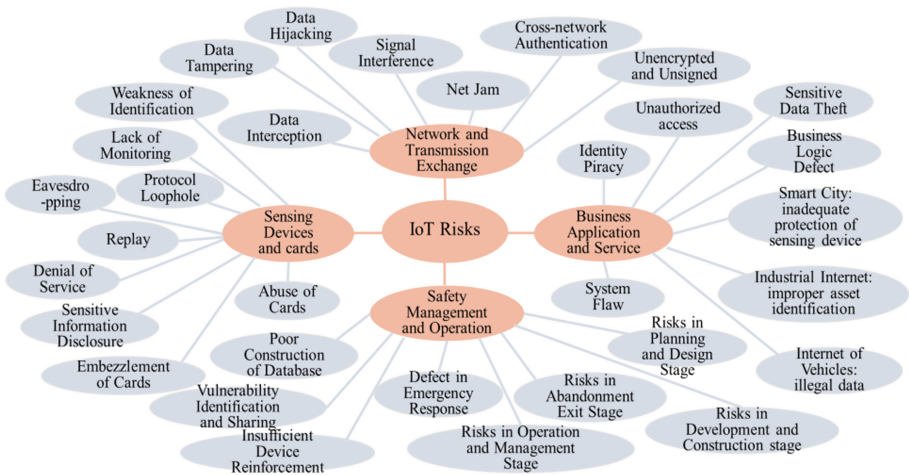 Data
Hijacking
Cross-network
Authentication
Data
Tampering
Signal
Interference
Unencrypted
and Unsigned
Weakness of
Identification
Net Jam
Sensitive
Data Theft
Data
Interception
Unauthorized
access
Network and
Transmission
Exchange
Lack of
Monitoring
Identity
Piracy
Business
Logic
Defect
Eavesdro
-pping
Protocol
Loophole
Sensing
Devices
and cards
IoT Risks
Business
Application
and Service
Smart City:
inadequate
protection of
sensing device
Replay
Denial of
Service
Abuse of
Cards
Safety
Management
and Operation
System
Flaw
Industrial Internet:
improper asset
identification
Sensitive
Information
Disclosure
Poor
Construction
of Database
Risks in
Planning
and Design
Stage
Embezzlement
of Cards
Internet of
Vehicles:
illegal data
Vulnerability
Identification
and Sharing
Defect in
Emergency
Response
Risks in
Abandonment
Exit Stage
Insufficient
Device
Reinforcement
Risks in Operation
and Management
Stage
Risks in
Development and
Construction stage